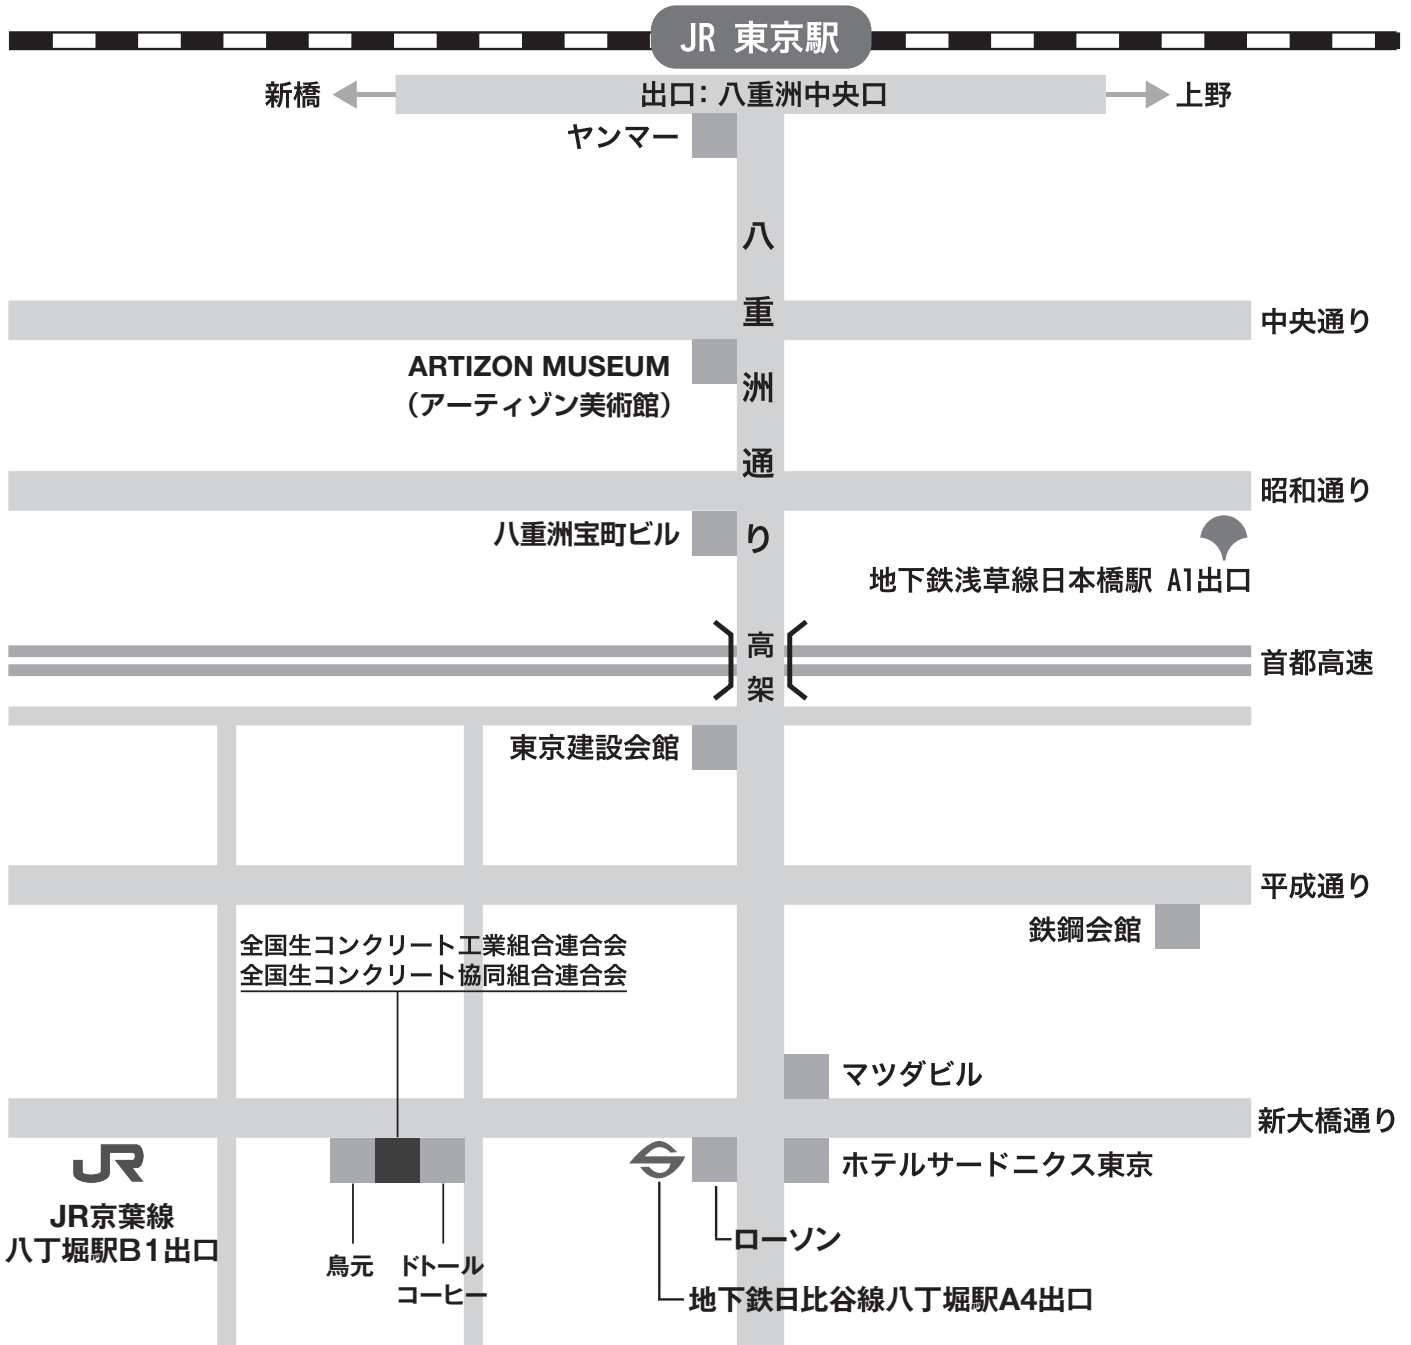 JR 東京駅
新橋
出口：八重洲中央口
上野
ヤンマー
八重洲通り
中央通り
ARTIZON MUSEUM
（アーティゾン美術館）
昭和通り
八重洲宝町ビル
地下鉄浅草線日本橋駅 A1出口
高架
首都高速
東京建設会館
平成通り
鉄鋼会館
全国生コンクリート工業組合連合会
全国生コンクリート協同組合連合会
マツダビル
新大橋通り
JR
ホテルサードニクス東京
JR京葉線
八丁堀駅B1出口
ローソン
鳥元
ドトール
コーヒー
地下鉄日比谷線八丁堀駅A4出口